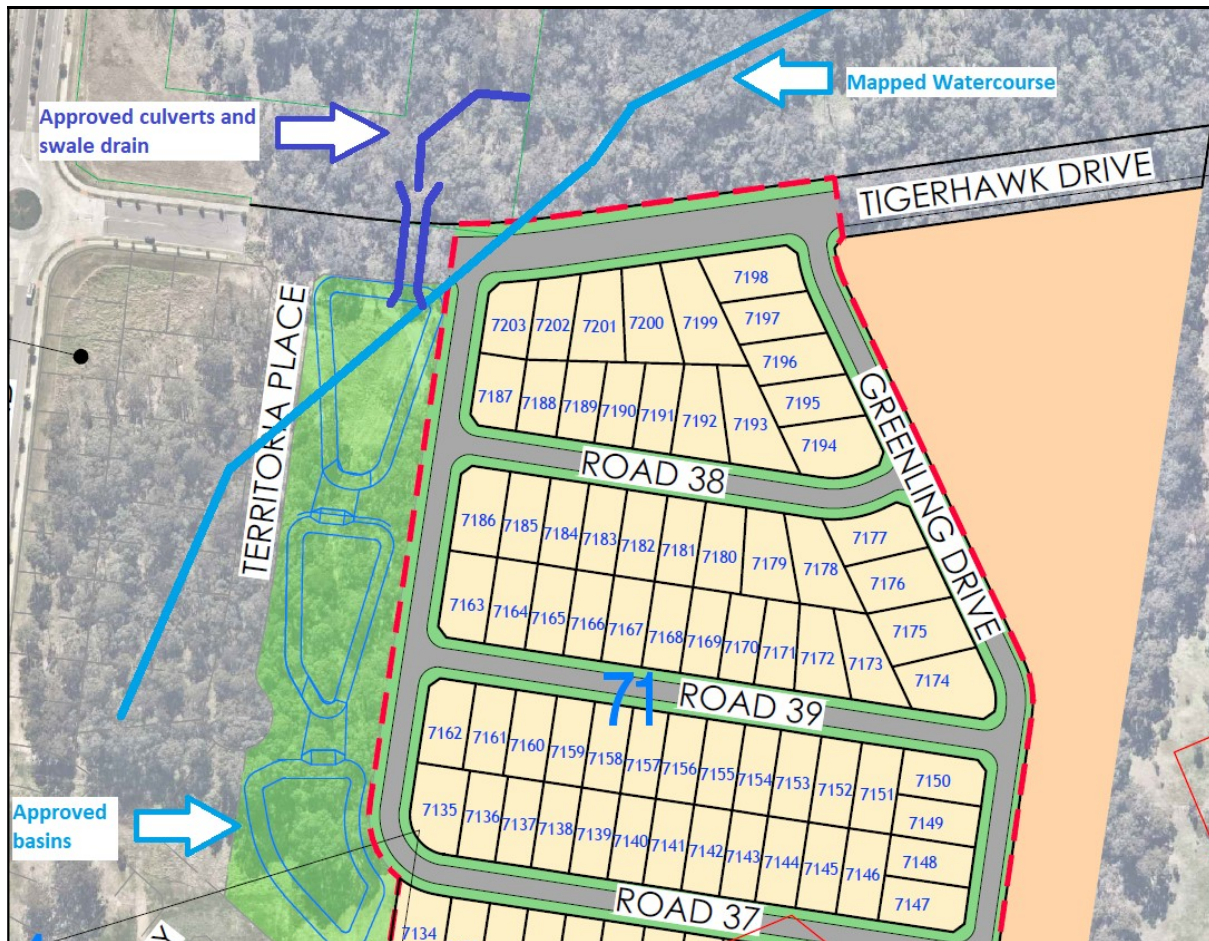 Mapped Watercourse
Approved culverts and
swale drain
TIGERHAWK DRIVE
TERRITORIA PLACE
GREENLING DRIVE
7198
7197
7203 7202 7201 7200 7199
7196
7195
7194
7187 7188 7189 7190 7191 7192 7193
ROAD 38
7186 7185 7184 7183 7182 7181 7180 7179 7178 7177
7176
7175
7174
7163 7164 7165 7166 7167 7168 7169 7170 7171 7172 7173
71
ROAD 39
7162 7161 7160 7159 7158 7157 7156 7155 7154 7153 7152 7151 7150
7149
7148
7147
7135 7136 7137 7138 7139 7140 7141 7142 7143 7144 7145 7146
Approved
basins
ROAD 37
7134